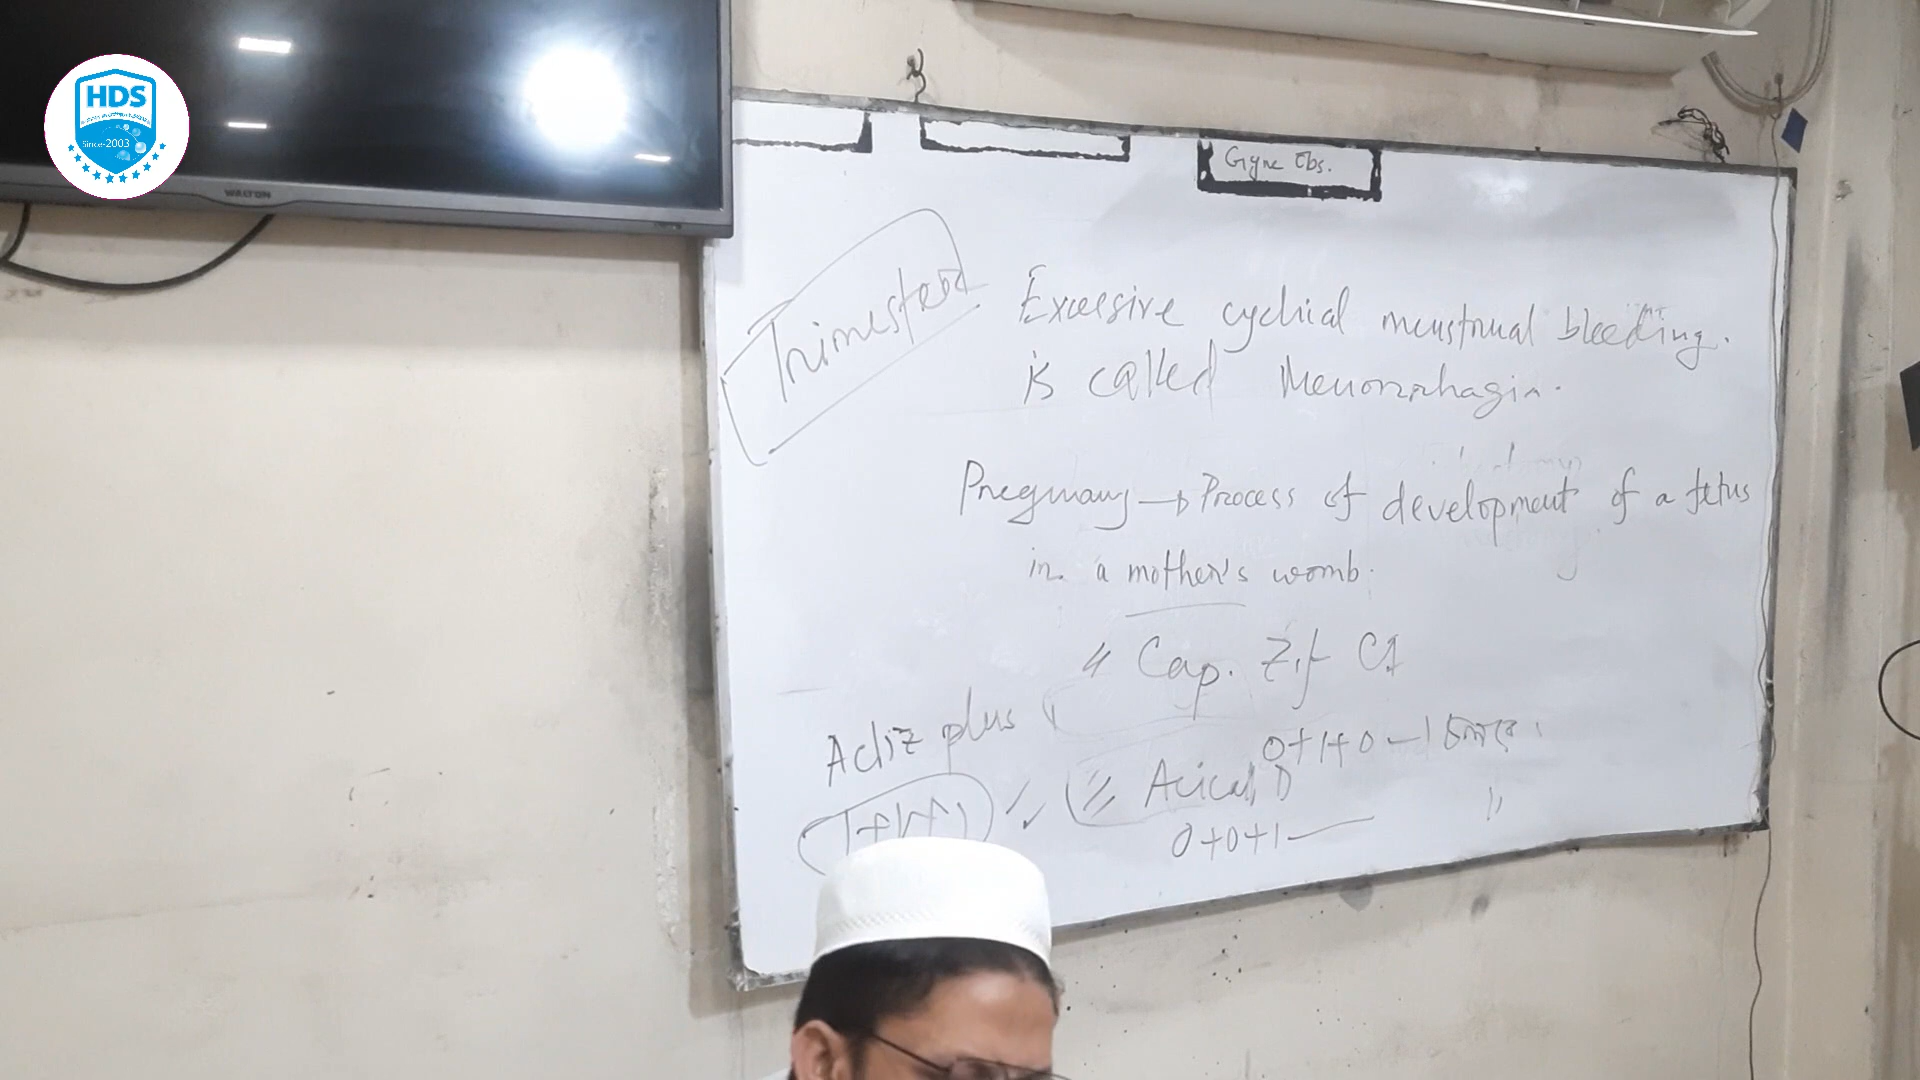 HDS
Since-2003
WALTON
Gyne Obs.
Trimester
Excessive cyclical menstrual bleeding.
is called Menorrhagia.
Pregnancy → Process of development of a fetus
in a mother's womb.
" Cap. Zif CI
0+1+0 – 1
Acliz plus
" Acical D
0+0+1 —
"